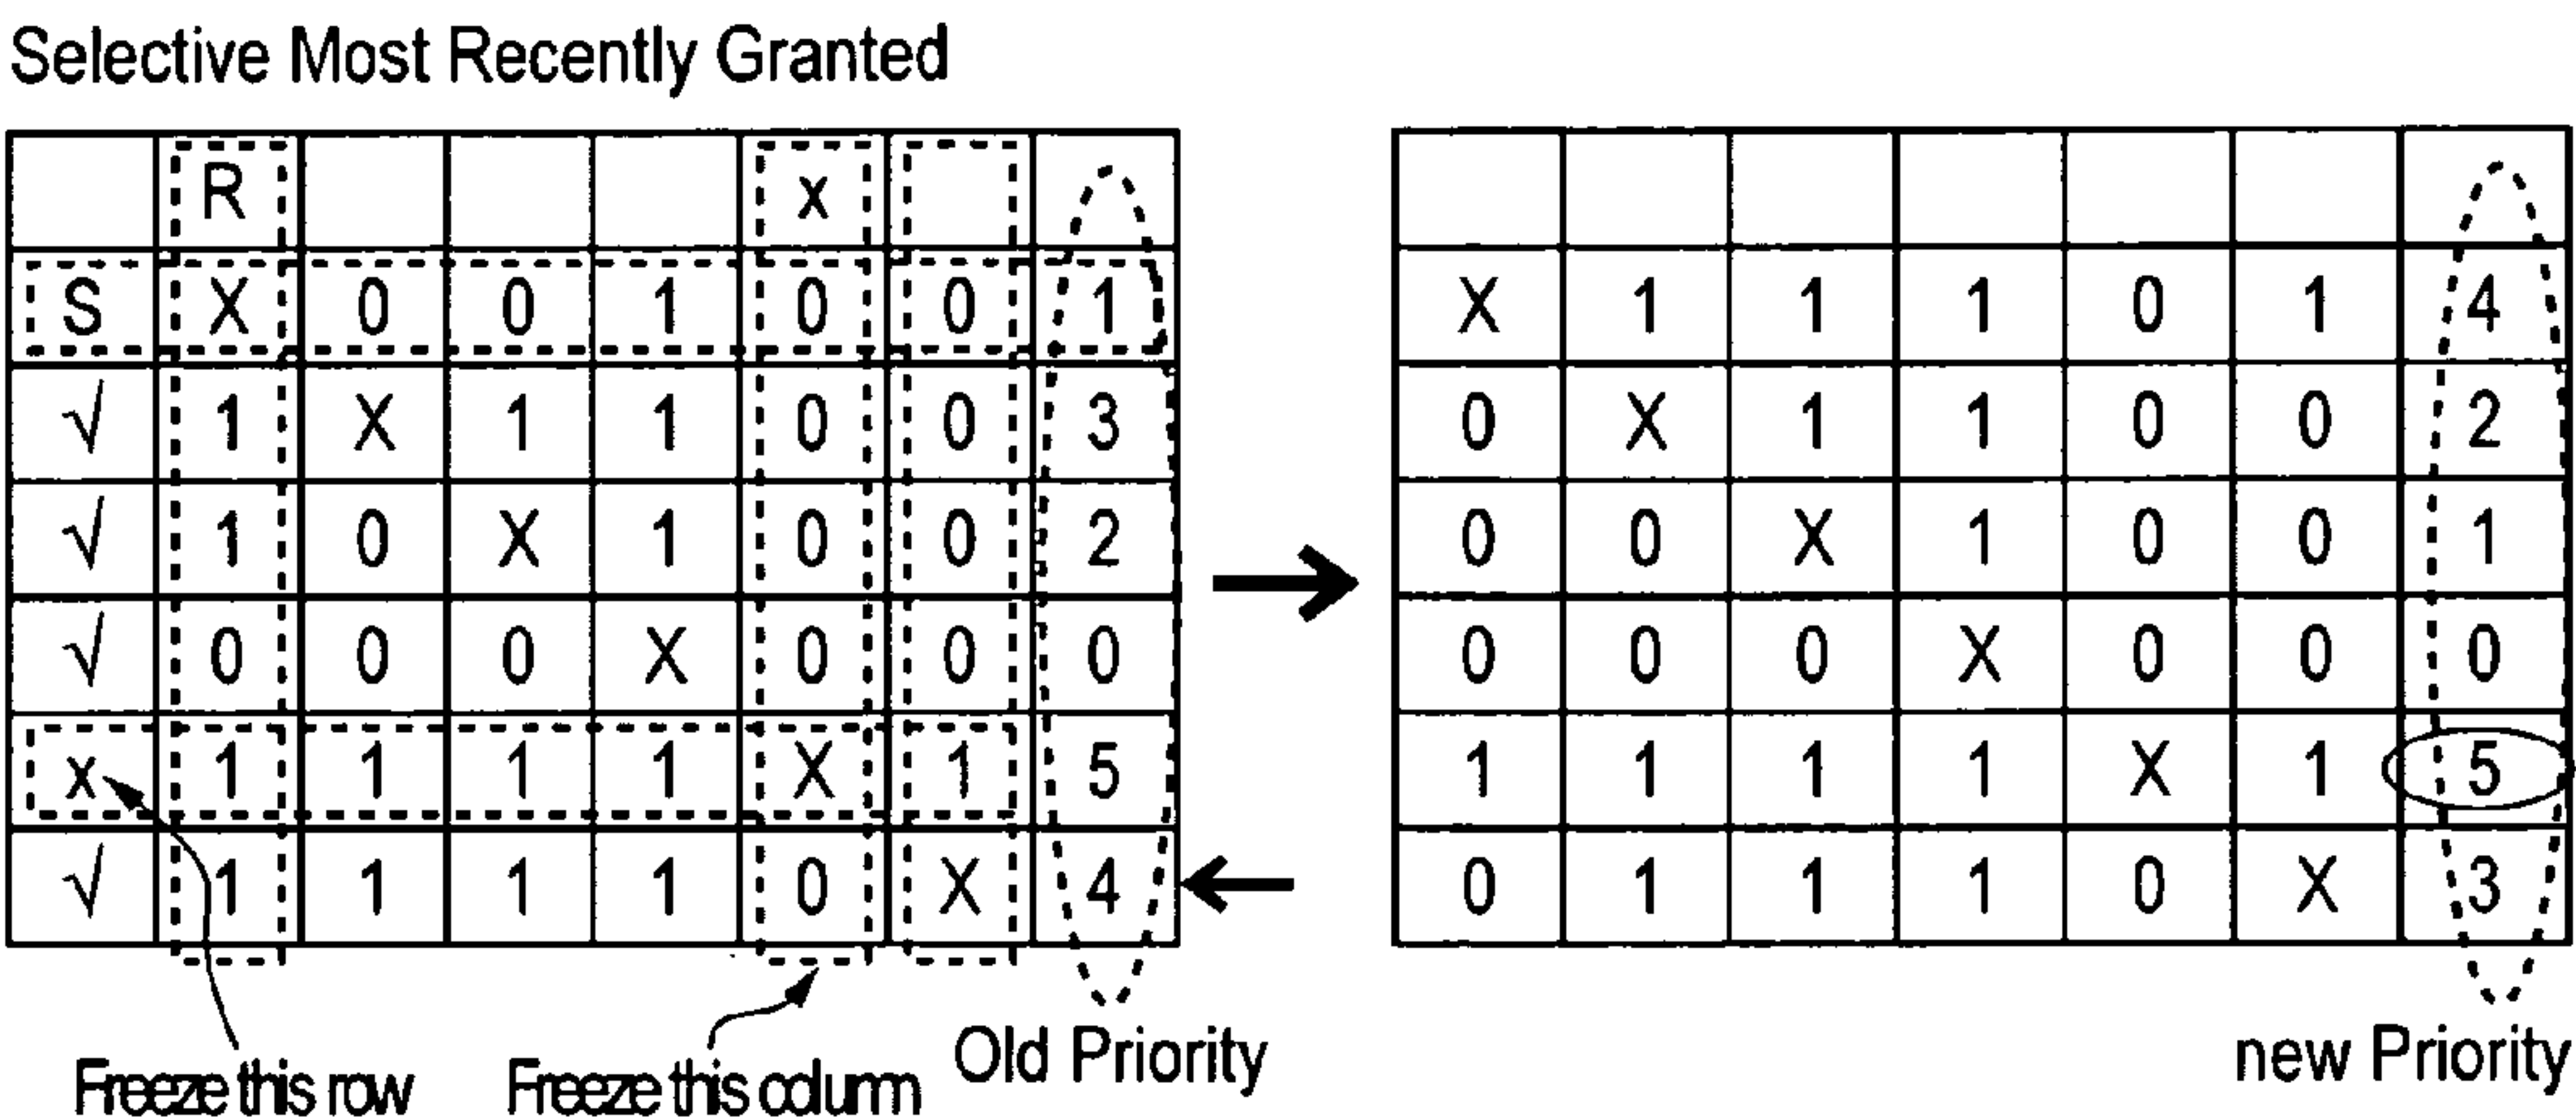 Selective Most Recently Granted
R x
S X 0 0 1 0 0 1
√ 1 X 1 1 0 0 3
√ 1 0 X 1 0 0 2
√ 0 0 0 X 0 0 0
x 1 1 1 1 X 1 5
√ 1 1 1 1 0 X 4
X 1 1 1 0 1 4
0 X 1 1 0 0 2
0 0 X 1 0 0 1
0 0 0 X 0 0 0
1 1 1 1 X 1 5
0 1 1 1 0 X 3
Freeze this row
Freeze this column
Old Priority
new Priority